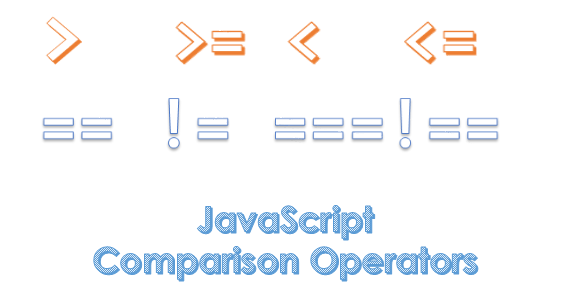 > >= < <=
== != === !==
JavaScript
Comparison Operators